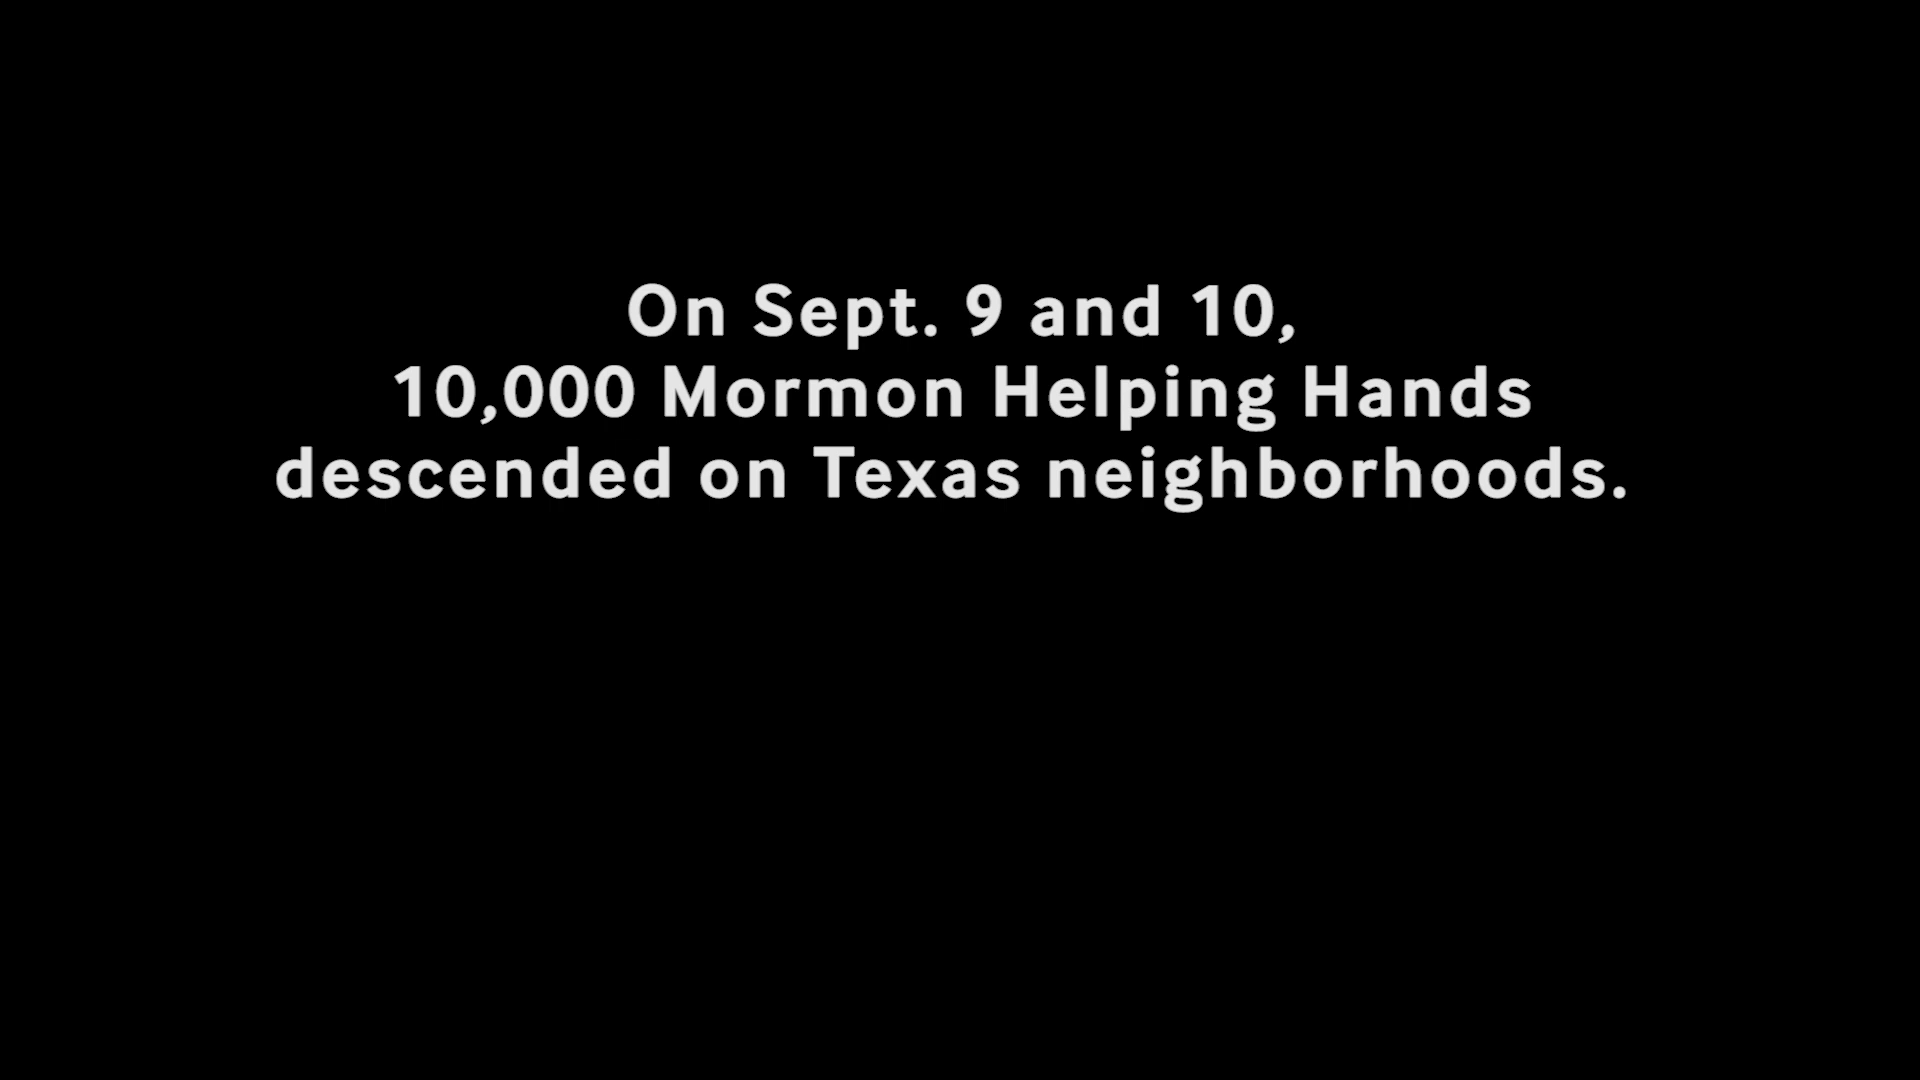 On Sept. 9 and 10,
10,000 Mormon Helping Hands
descended on Texas neighborhoods.